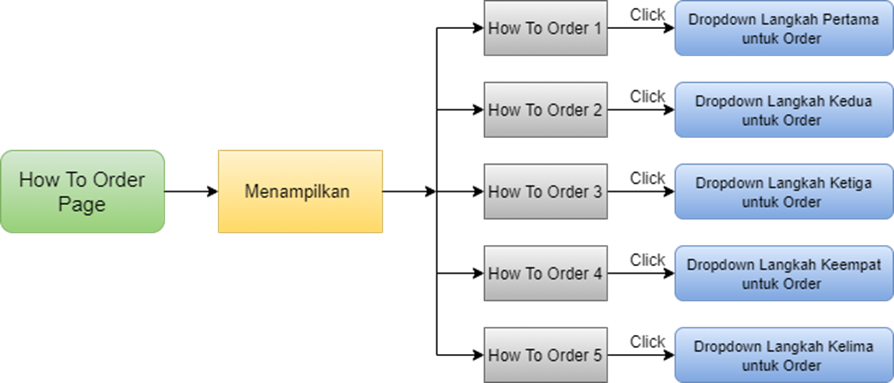 How To Order
Page
Menampilkan
How To Order 1
Click
Dropdown Langkah Pertama
untuk Order
How To Order 2
Click
Dropdown Langkah Kedua
untuk Order
How To Order 3
Click
Dropdown Langkah Ketiga
untuk Order
How To Order 4
Click
Dropdown Langkah Keempat
untuk Order
How To Order 5
Click
Dropdown Langkah Kelima
untuk Order